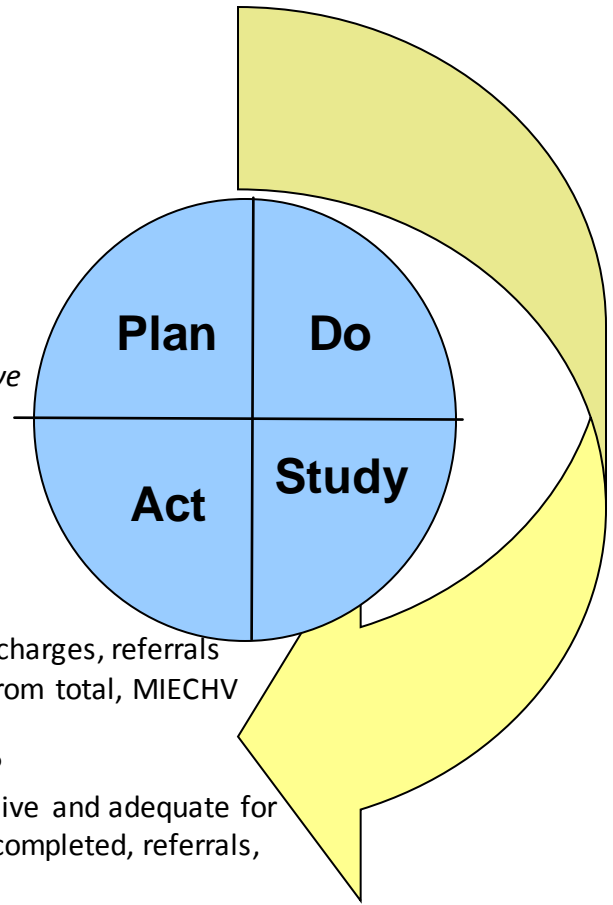 Plan Do
ve
Study
Act
charges, referrals
rom total, MIECHV
ive and adequate for
completed, referrals,